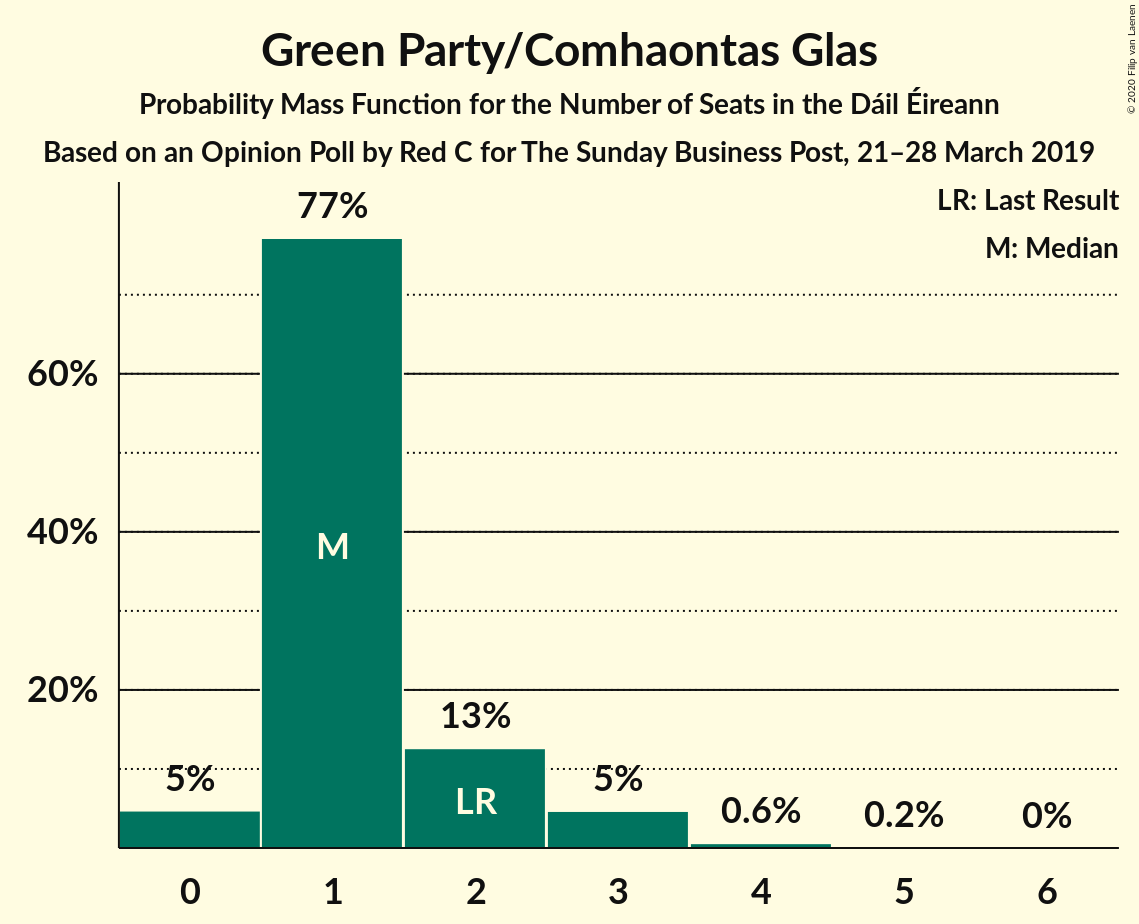 Green Party/Comhaontas Glas
Probability Mass Function for the Number of Seats in the Dáil Éireann
Based on an Opinion Poll by Red C for The Sunday Business Post, 21–28 March 2019
© 2020 Filip van Laenen
LR: Last Result
M: Median
77%
60%
M
40%
20%
13%
5%
5%
LR
0.6%
0.2%
0%
0 1 2 3 4 5 6